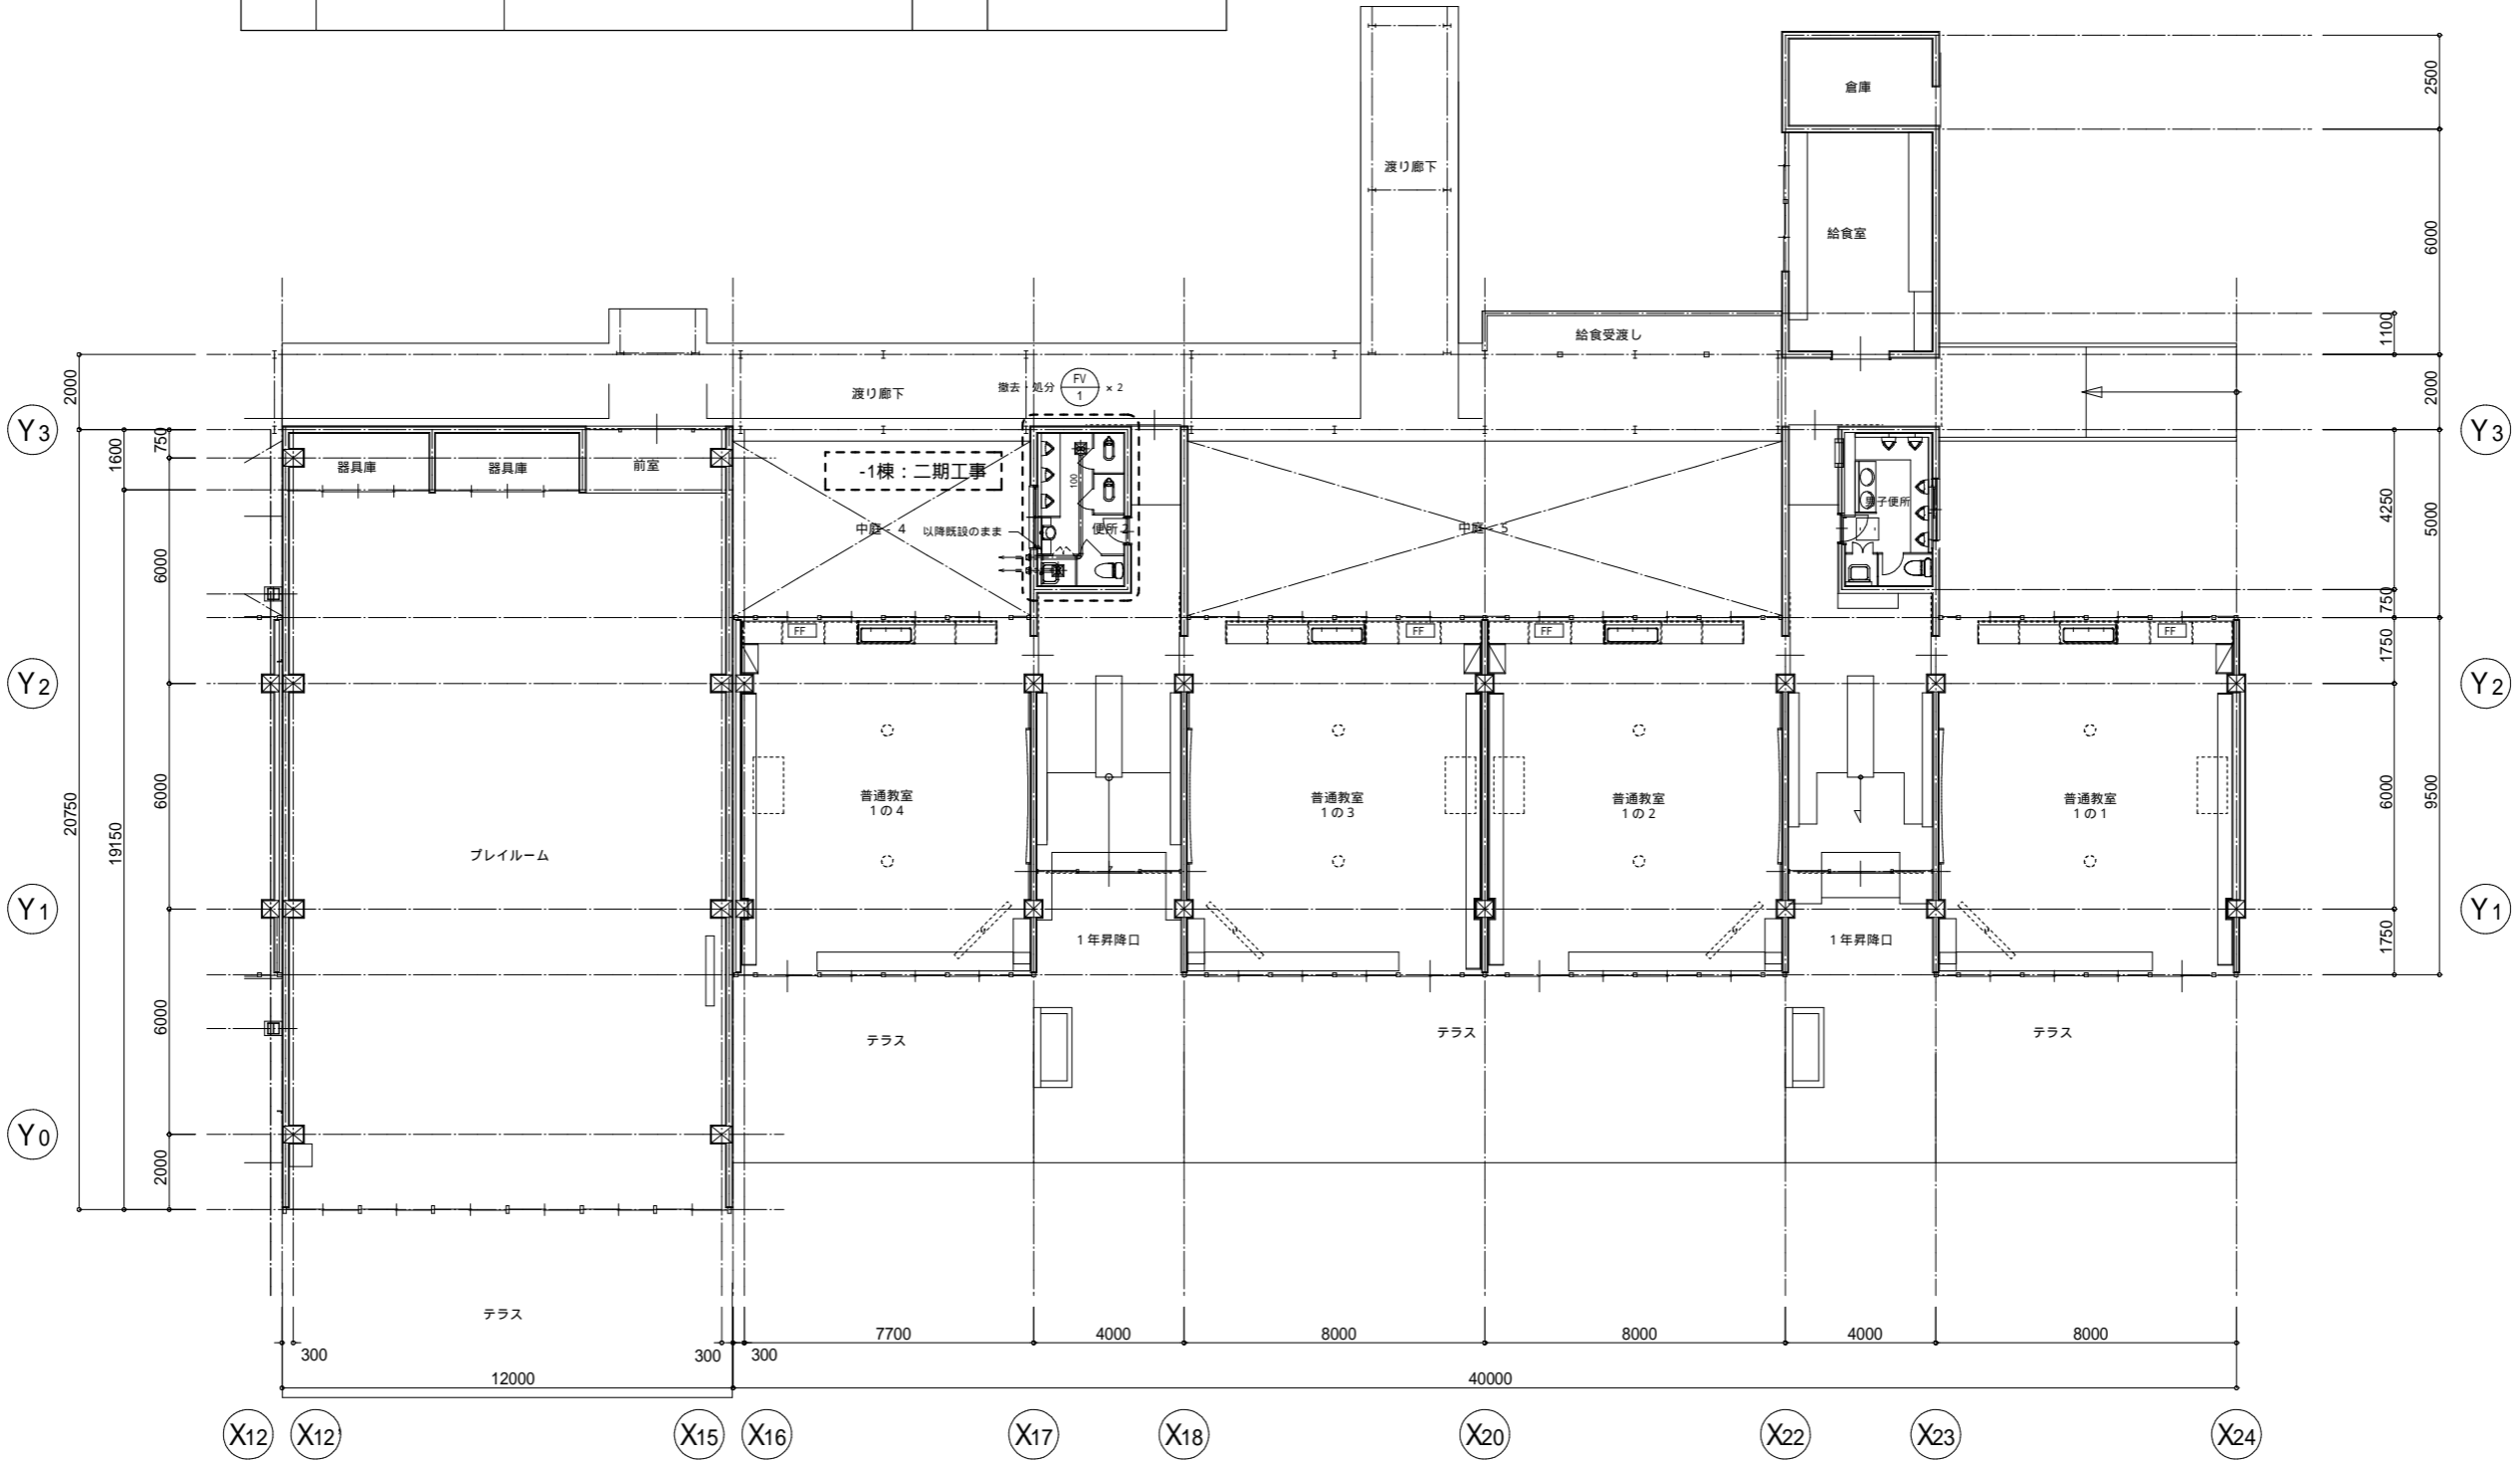 倉庫
2500
渡り廊下
給食室
6000
給食受渡し
1100
2000
渡り廊下
撤去・処分
FV
1
× 2
2000
Y3
750
1600
器具庫
器具庫
前室
-1棟：二期工事
100
中庭 - 4
以降既設のまま
便所 2
中庭 - 5
男子便所
4250
5000
Y3
6000
750
FF
FF
FF
FF
1750
Y2
Y2
6000
20750
19150
普通教室
1の4
普通教室
1の3
普通教室
1の2
普通教室
1の1
6000
9500
プレイルーム
Y1
Y1
1年昇降口
1年昇降口
1750
6000
テラス
テラス
テラス
Y0
2000
テラス
300
300
300
7700
4000
8000
8000
4000
8000
12000
40000
X12
X12'
X15
X16
X17
X18
X20
X22
X23
X24